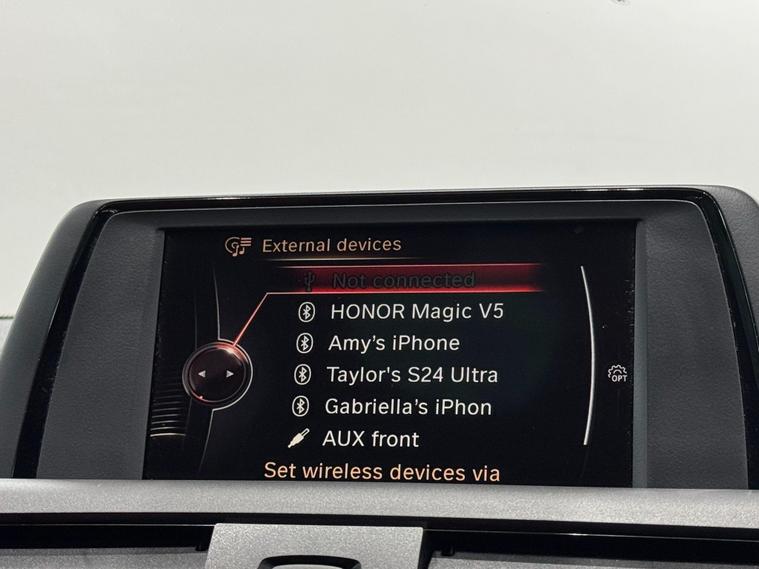 External devices
Not connected
HONOR Magic V5
Amy's iPhone
Taylor's S24 Ultra
OPT
Gabriella's iPhon
AUX front
Set wireless devices via